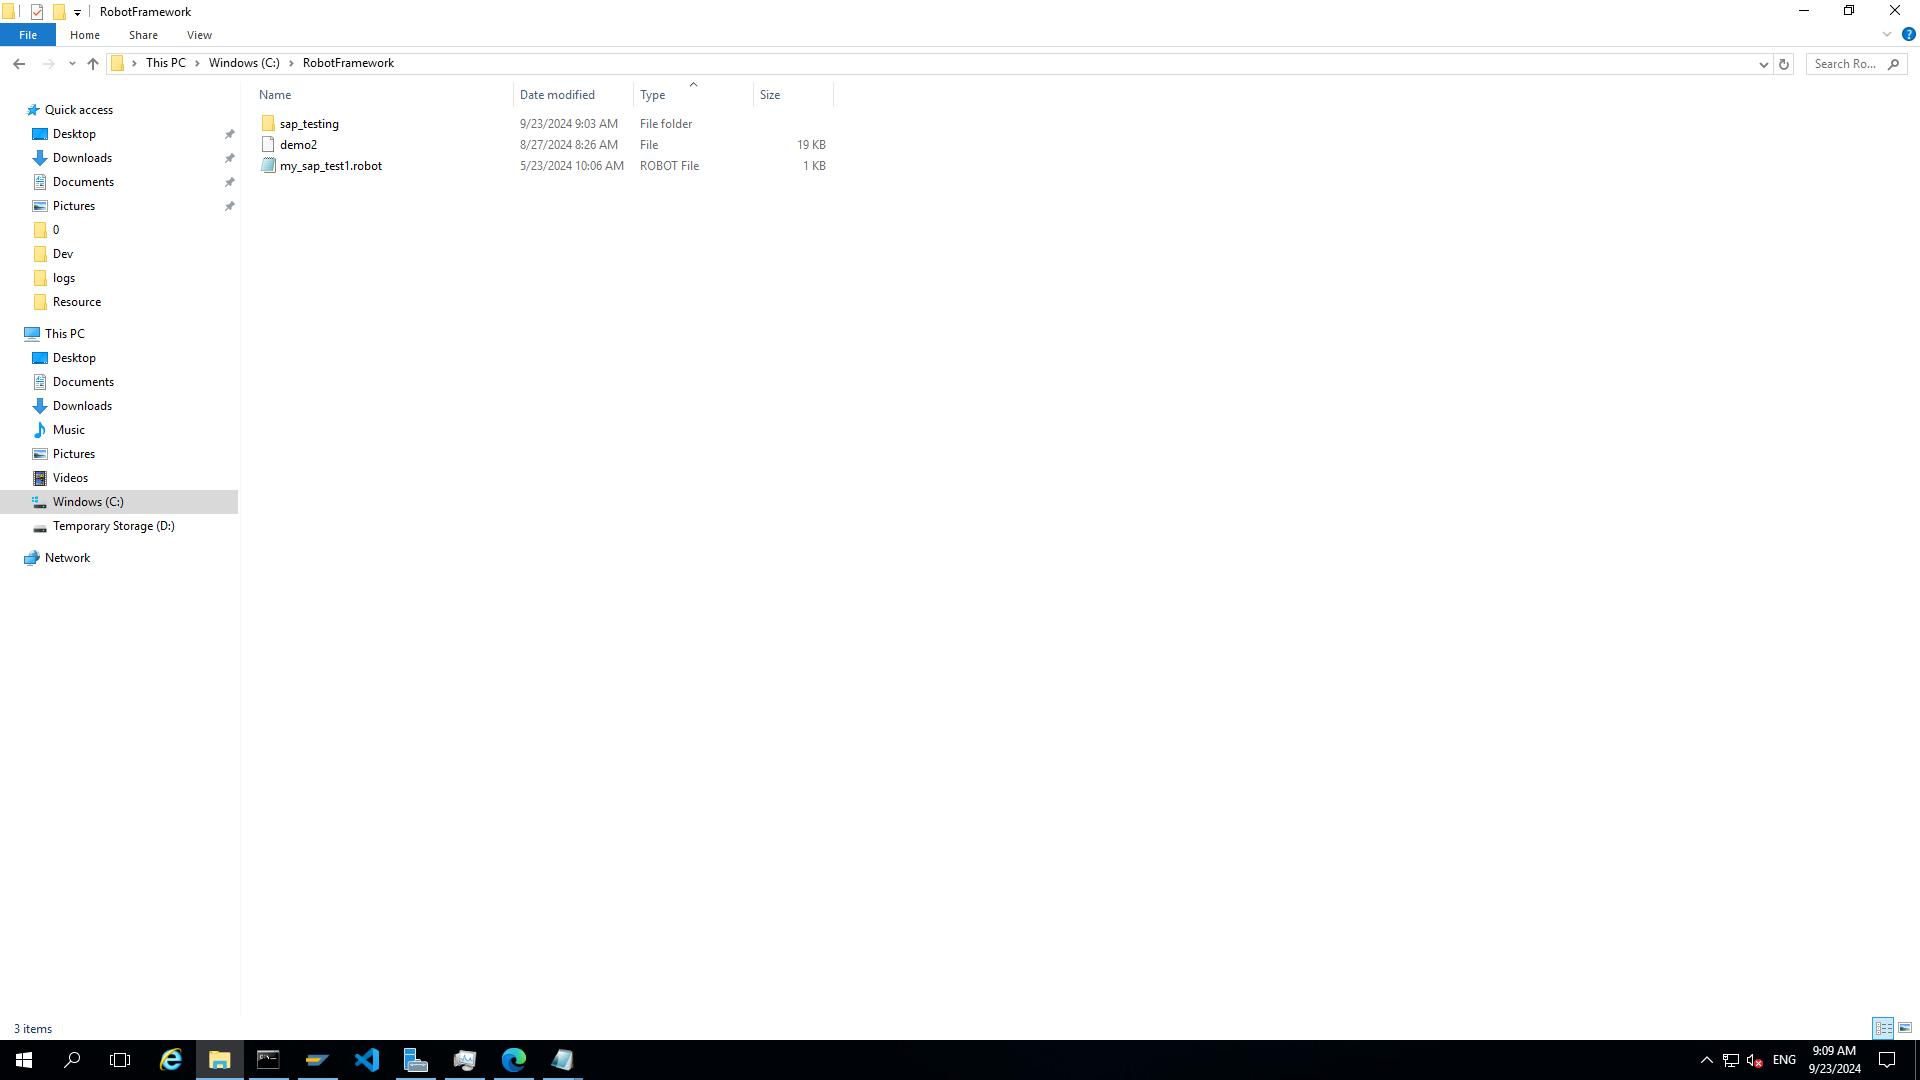 RobotFramework
File Home Share View
This PC Windows (C:) RobotFramework
Search Ro...
Name Date modified Type Size
sap_testing 9/23/2024 9:03 AM File folder
demo2 8/27/2024 8:26 AM File 19 KB
my_sap_test1.robot 5/23/2024 10:06 AM ROBOT File 1 KB
Quick access
Desktop
Downloads
Documents
Pictures
0
Dev
logs
Resource
This PC
Desktop
Documents
Downloads
Music
Pictures
Videos
Windows (C:)
Temporary Storage (D:)
Network
3 items
ENG
9:09 AM
9/23/2024